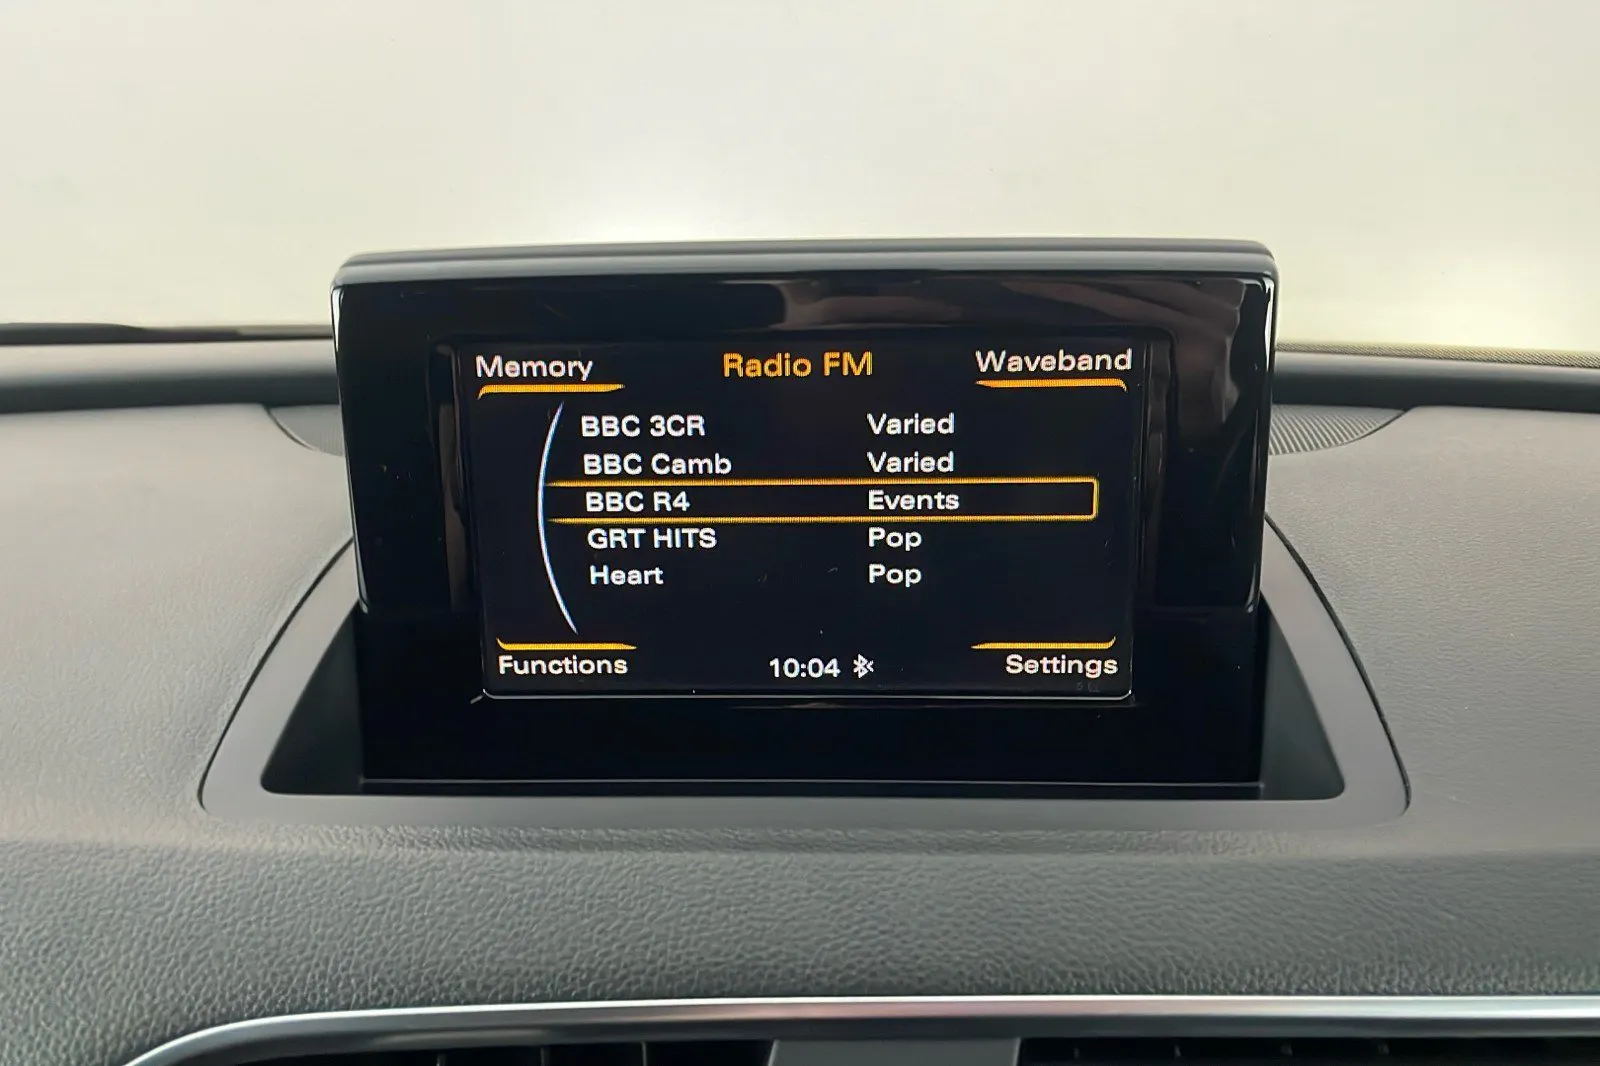 Memory Radio FM Waveband
BBC 3CR Varied
BBC Camb Varied
BBC R4 Events
GRT HITS Pop
Heart Pop
Functions 10:04 Settings